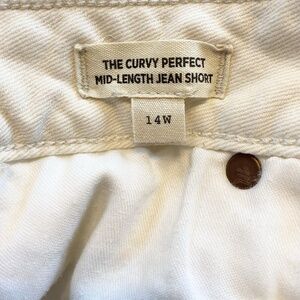 THE CURVY PERFECT
MID-LENGTH JEAN SHORT
14W